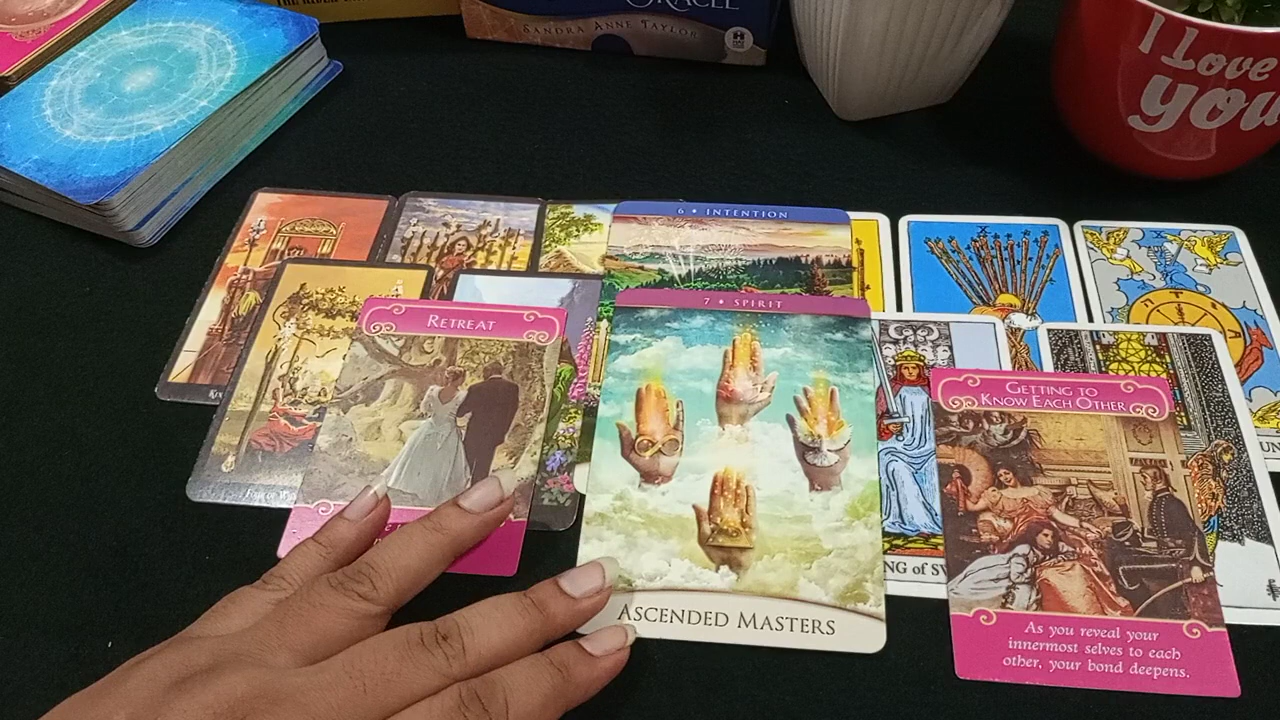 ORACLE
SANDRA ANNE TAYLOR
I Love
you
6 • INTENTION
X
X
7 • SPIRIT
RETREAT
GETTING TO
KNOW EACH OTHER
NG of SW
ASCENDED MASTERS
As you reveal your
innermost selves to each
other, your bond deepens.